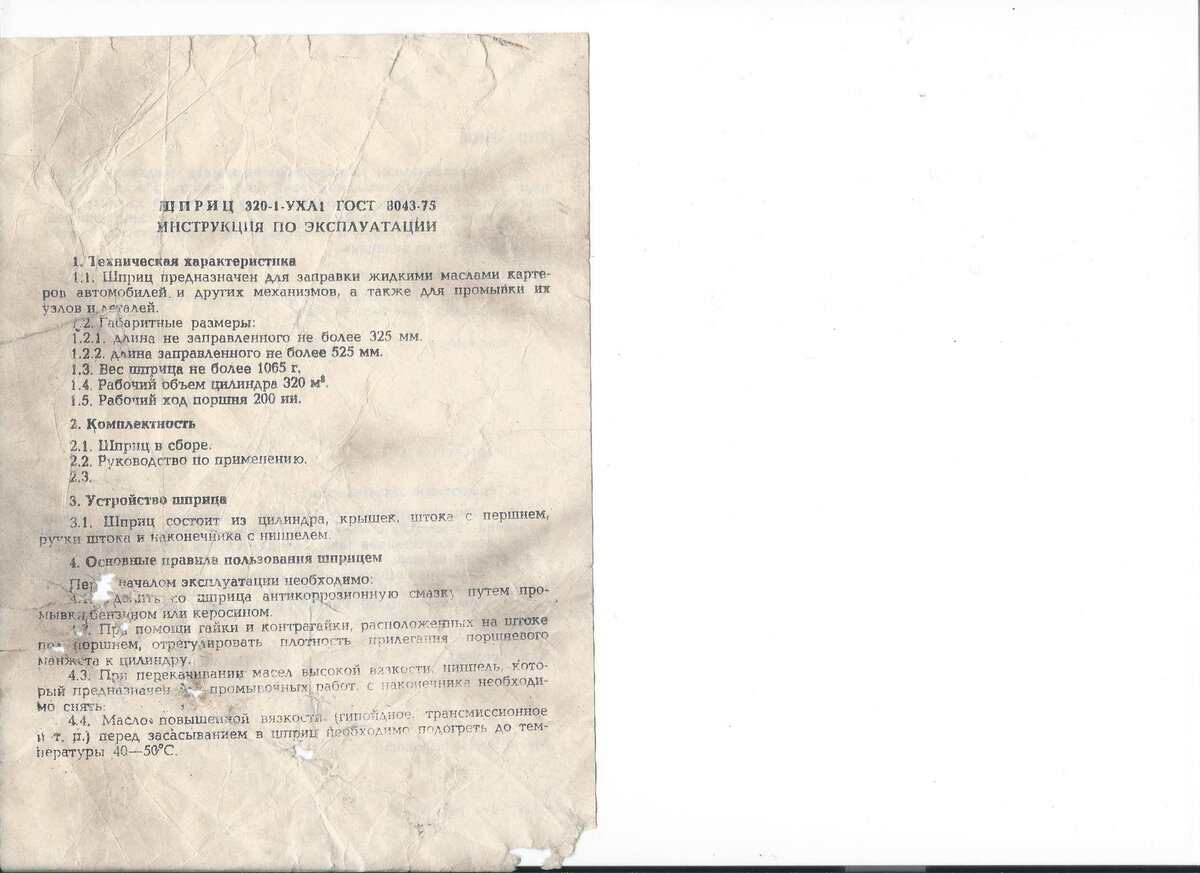 ШПРИЦ 320-1-УХЛ1 ГОСТ 8043-75
ИНСТРУКЦИЯ ПО ЭКСПЛУАТАЦИИ
1. Техническая характеристика
1.1. Шприц предназначен для заправки жидкими маслами карте-
ров автомобилей и других механизмов, а также для промывки их
узлов и деталей.
1.2. Габаритные размеры:
1.2.1. длина не заправленного не более 325 мм.
1.2.2. длина заправленного не более 525 мм.
1.3. Вес шприца не более 1065 г.
1.4. Рабочий объем цилиндра 320 м³.
1.5. Рабочий ход поршня 200 нн.
2. Комплектность
2.1. Шприц в сборе.
2.2. Руководство по применению.
2.3.
3. Устройство шприца
3.1. Шприц состоит из цилиндра, крышек, штока с першнем,
ручки штока и наконечника с ниппелем.
4. Основные правила пользования шприцем
началом эксплуатации необходимо:
со шприца антикоррозионную смазку путем про-
мывки бензином или керосином.
При помощи гайки и контрагайки, расположенных на штоке
под поршнем, отрегулировать плотность прилегания поршневого
манжета к цилиндру.
4.3. При перекачивании масел высокой вязкости, ниппель, кото-
рый предназначен для промывочных работ, с наконечника необходи-
мо снять.
4.4. Масло повышенной вязкости (гипойдное, трансмиссионное
и т. п.) перед засасыванием в шприц необходимо подогреть до тем-
пературы 40—50°С.